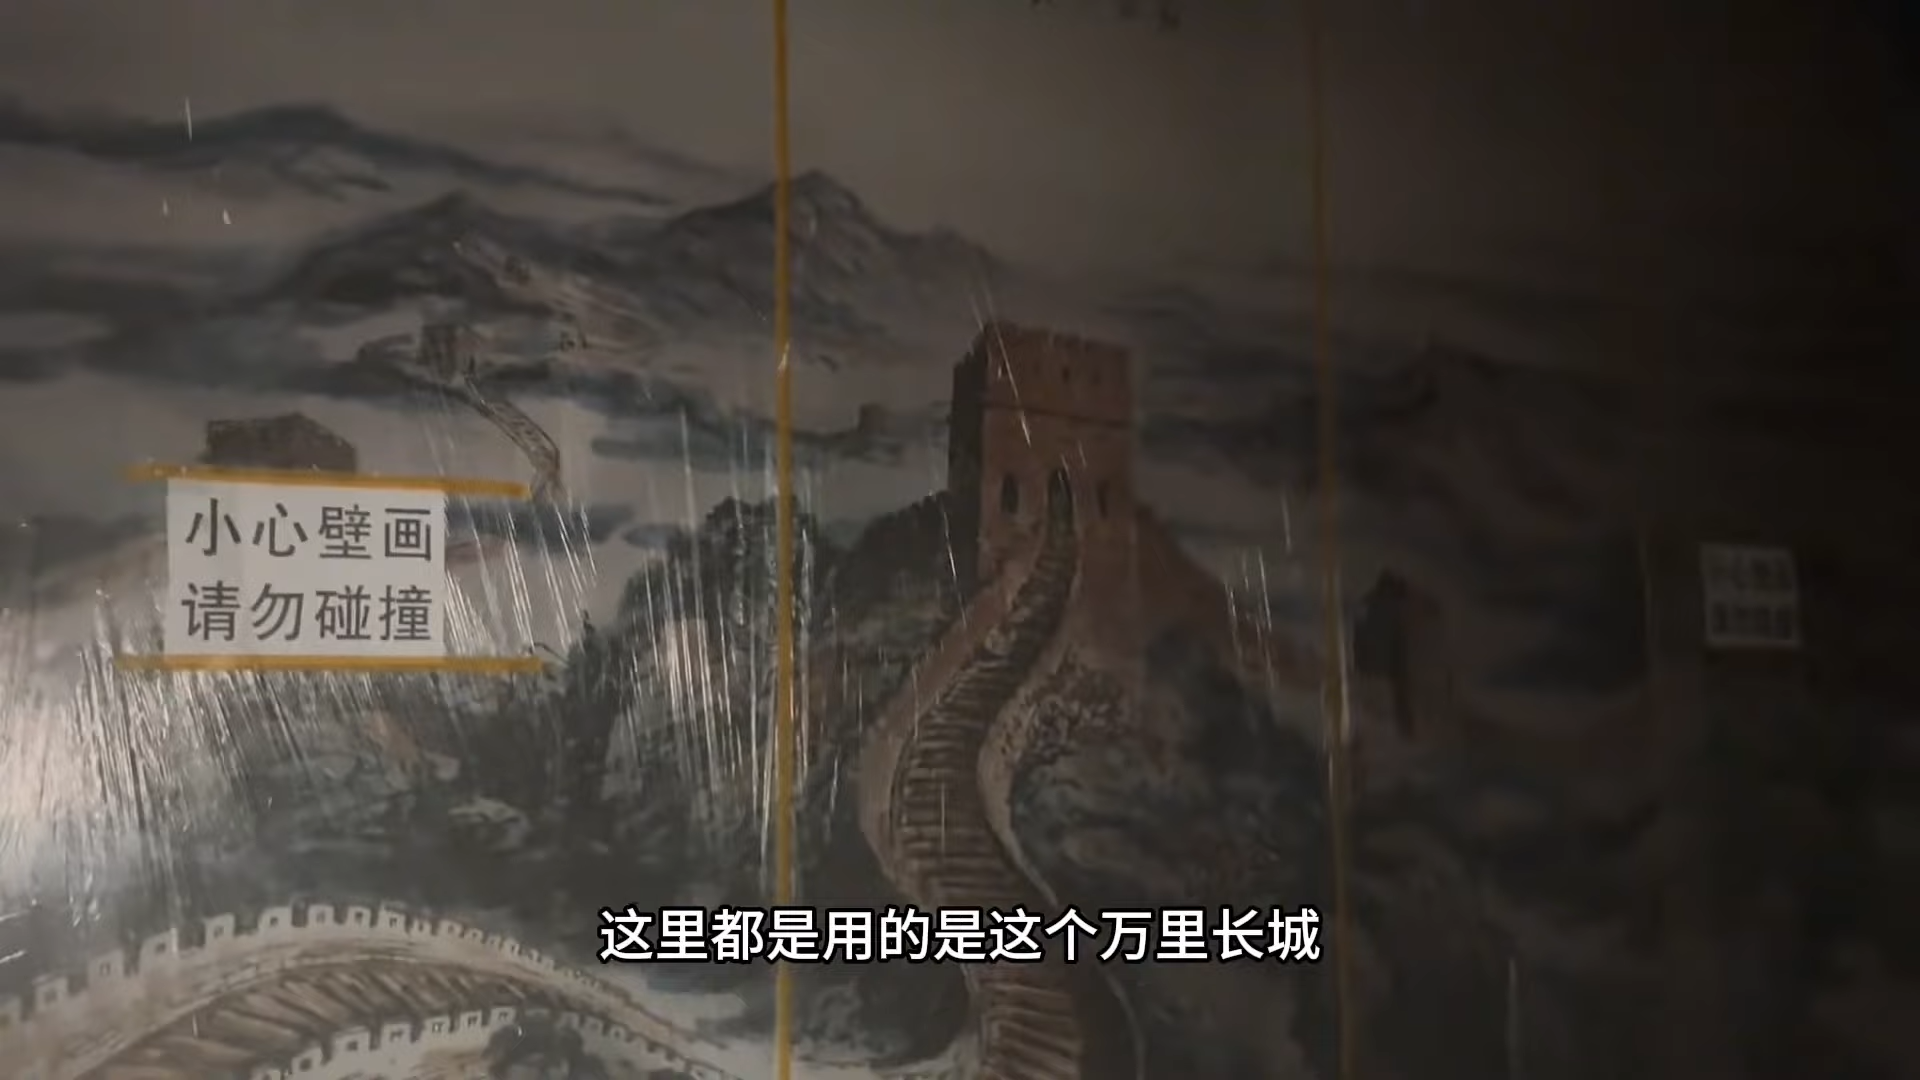 小心壁画
请勿碰撞
这里都是用的是这个万里长城